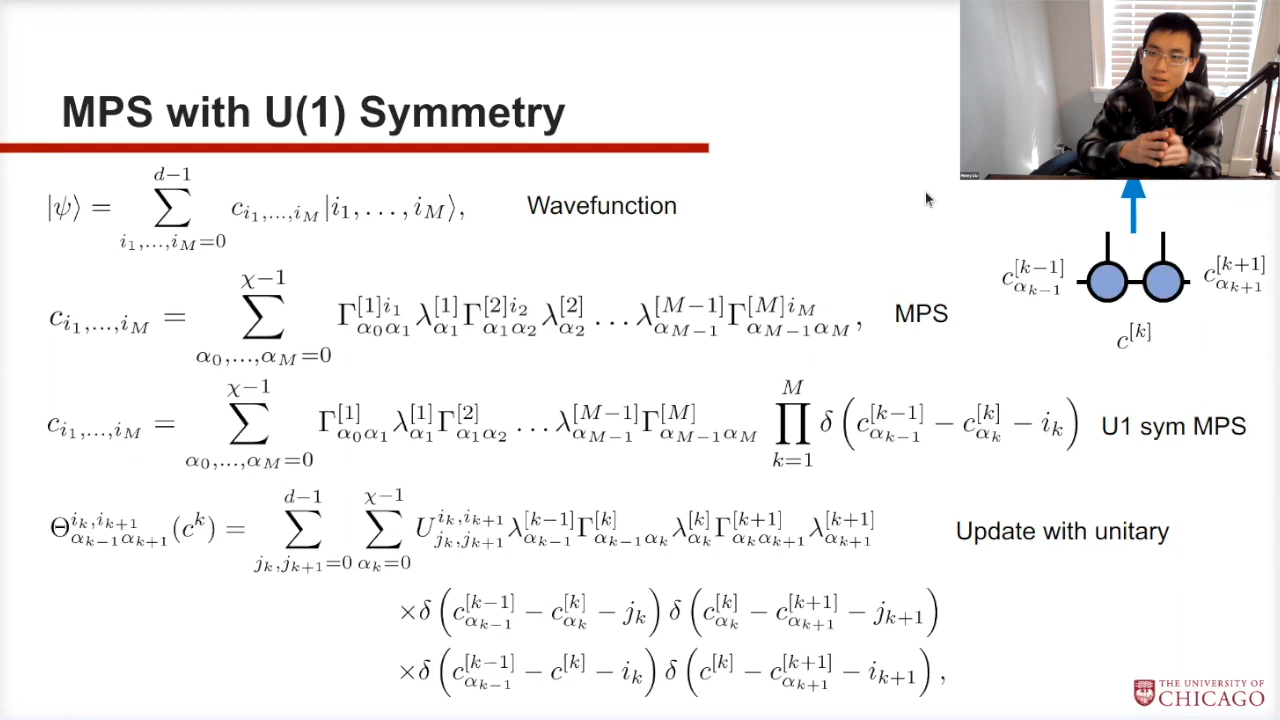 MPS with U(1) Symmetry
|ψ⟩ = \sum_{i_1,…,i_M=0}^{d−1} c_{i_1,…,i_M} |i_1, …, i_M⟩, Wavefunction
c_{i_1,…,i_M} = \sum_{α_0,…,α_M=0}^{χ−1} Γ^{[1]i_1}_{α_0α_1} λ^{[1]}_{α_1} Γ^{[2]i_2}_{α_1α_2} λ^{[2]}_{α_2} … λ^{[M−1]}_{α_{M−1}} Γ^{[M]i_M}_{α_{M−1}α_M}, MPS
c_{i_1,…,i_M} = \sum_{α_0,…,α_M=0}^{χ−1} Γ^{[1]}_{α_0α_1} λ^{[1]}_{α_1} Γ^{[2]}_{α_1α_2} … λ^{[M−1]}_{α_{M−1}} Γ^{[M]}_{α_{M−1}α_M} \prod_{k=1}^{M} δ(c^{[k−1]}_{α_{k−1}} − c^{[k]}_{α_k} − i_k) U1 sym MPS
Θ^{i_k,i_{k+1}}_{α_{k−1}α_{k+1}}(c^k) = \sum_{j_k,j_{k+1}=0}^{d−1} \sum_{α_k=0}^{χ−1} U^{i_k,i_{k+1}}_{j_k,j_{k+1}} λ^{[k−1]}_{α_{k−1}} Γ^{[k]}_{α_{k−1}α_k} λ^{[k]}_{α_k} Γ^{[k+1]}_{α_kα_{k+1}} λ^{[k+1]}_{α_{k+1}} Update with unitary
×δ(c^{[k−1]}_{α_{k−1}} − c^{[k]}_{α_k} − j_k) δ(c^{[k]}_{α_k} − c^{[k+1]}_{α_{k+1}} − j_{k+1})
×δ(c^{[k−1]}_{α_{k−1}} − c^{[k]} − i_k) δ(c^{[k]} − c^{[k+1]}_{α_{k+1}} − i_{k+1}),
c^{[k−1]}_{α_{k−1}}
c^{[k+1]}_{α_{k+1}}
c^{[k]}
THE UNIVERSITY OF
CHICAGO